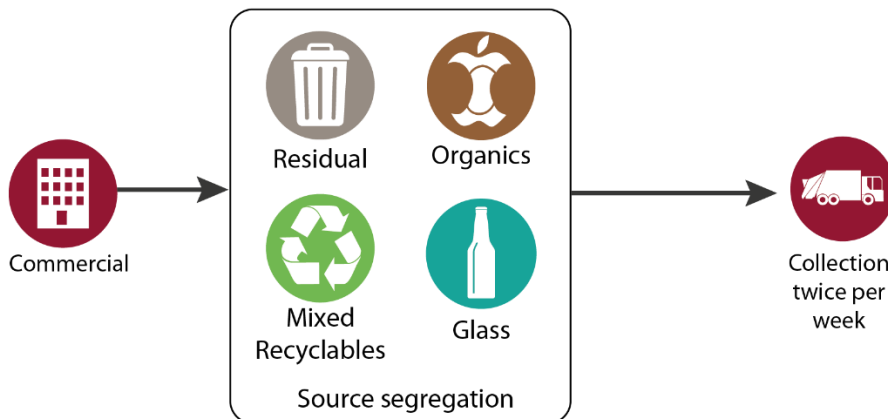 Commercial
Residual
Organics
Mixed
Recyclables
Glass
Source segregation
Collection
twice per
week